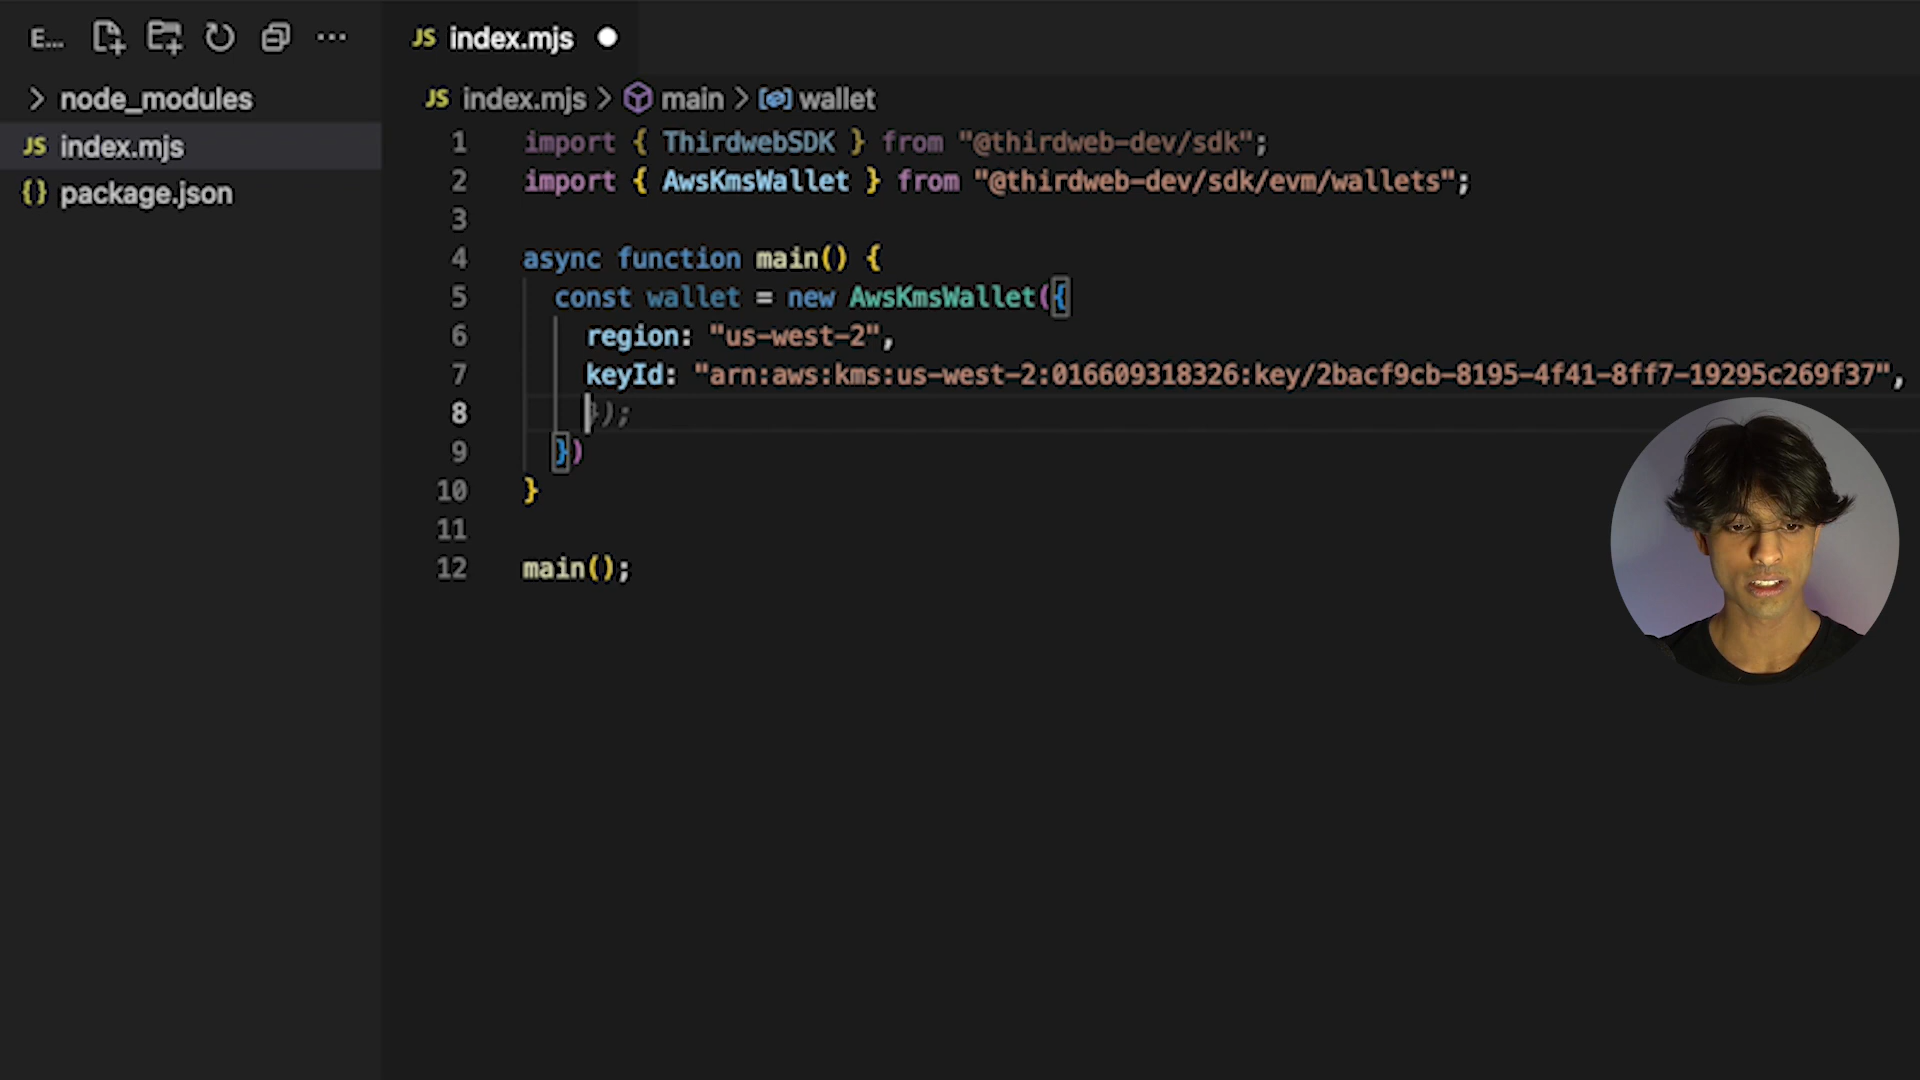 E...
JS index.mjs
node_modules
JS index.mjs
{} package.json
JS index.mjs > main > wallet
1 import { ThirdwebSDK } from "@thirdweb-dev/sdk";
2 import { AwsKmsWallet } from "@thirdweb-dev/sdk/evm/wallets";
3
4 async function main() {
5 const wallet = new AwsKmsWallet({
6 region: "us-west-2",
7 keyId: "arn:aws:kms:us-west-2:016609318326:key/2bacf9cb-8195-4f41-8ff7-19295c269f37",
8 });
9 })
10 }
11
12 main();